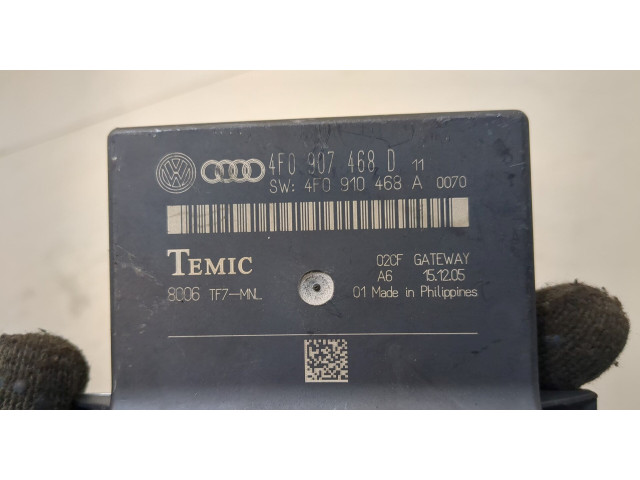 4F0 907 468 D 11
SW: 4F0 910 468 A 0070
TEMIC
8006 TF7-MNL
02CF GATEWAY
A6 15.12.05
01 Made in Philippines